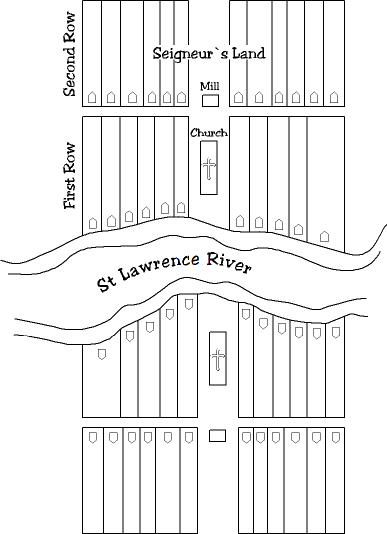 Second Row
Seigneur`s Land
Mill
First Row
Church
St Lawrence River